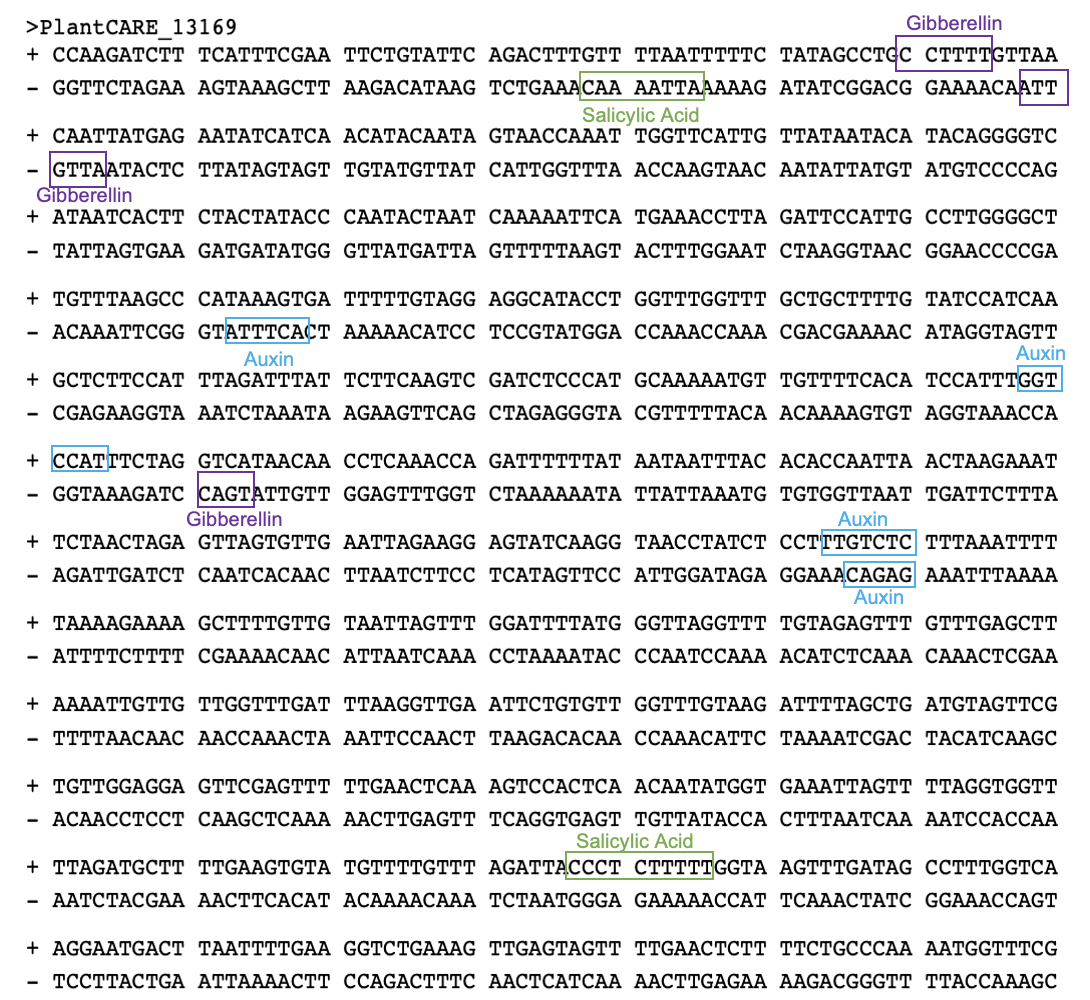 >PlantCARE_13169
Gibberellin
+ CCAAGATCTT TCATTTCGAA TTCTGTATTC AGACTTTGTT TTAATTTTTC TATAGCCTGC CTTTTGTTAA
- GGTTCTAGAA AGTAAAGCTT AAGACATAAG TCTGAAACAA AATTAAAAAG ATATCGGACG GAAAACAATT
Salicylic Acid
+ CAATTATGAG AATATCATCA ACATACAATA GTAACCAAAT TGGTTCATTG TTATAATACA TACAGGGGTC
- GTTAATACTC TTATAGTAGT TGTATGTTAT CATTGGTTTA ACCAAGTAAC AATATTATGT ATGTCCCCAG
Gibberellin
+ ATAATCACTT CTACTATACC CAATACTAAT CAAAAATTCA TGAAACCTTA GATTCCATTG CCTTGGGGCT
- TATTAGTGAA GATGATATGG GTTATGATTA GTTTTTAAGT ACTTTGGAAT CTAAGGTAAC GGAACCCCGA
+ TGTTTAAGCC CATAAAGTGA TTTTTGTAGG AGGCATACCT GGTTTGGTTT GCTGCTTTTG TATCCATCAA
- ACAAATTCGG GTATTTCACT AAAAACATCC TCCGTATGGA CCAAACCAAA CGACGAAAAC ATAGGTAGTT
Auxin Auxin
+ GCTCTTCCAT TTAGATTTAT TCTTCAAGTC GATCTCCCAT GCAAAAATGT TGTTTTCACA TCCATTTGGT
- CGAGAAGGTA AATCTAAATA AGAAGTTCAG CTAGAGGGTA CGTTTTTACA ACAAAAGTGT AGGTAAACCA
+ CCATTTCTAG GTCATAACAA CCTCAAACCA GATTTTTTAT AATAATTTAC ACACCAATTA ACTAAGAAAT
- GGTAAAGATC CAGTATTGTT GGAGTTTGGT CTAAAAAATA TTATTAAATG TGTGGTTAAT TGATTCTTTA
Gibberellin Auxin
+ TCTAACTAGA GTTAGTGTTG AATTAGAAGG AGTATCAAGG TAACCTATCT CCTTTGTCTC TTTAAATTTT
- AGATTGATCT CAATCACAAC TTAATCTTCC TCATAGTTCC ATTGGATAGA GGAAACAGAG AAATTTAAAA
Auxin
+ TAAAAGAAAA GCTTTTGTTG TAATTAGTTT GGATTTTATG GGTTAGGTTT TGTAGAGTTT GTTTGAGCTT
- ATTTTCTTTT CGAAAACAAC ATTAATCAAA CCTAAAATAC CCAATCCAAA ACATCTCAAA CAAACTCGAA
+ AAAATTGTTG TTGGTTTGAT TTAAGGTTGA ATTCTGTGTT GGTTTGTAAG ATTTTAGCTG ATGTAGTTCG
- TTTTAACAAC AACCAAACTA AATTCCAACT TAAGACACAA CCAAACATTC TAAAATCGAC TACATCAAGC
+ TGTTGGAGGA GTTCGAGTTT TTGAACTCAA AGTCCACTCA ACAATATGGT GAAATTAGTT TTAGGTGGTT
- ACAACCTCCT CAAGCTCAAA AACTTGAGTT TCAGGTGAGT TGTTATACCA CTTTAATCAA AATCCACCAA
Salicylic Acid
+ TTAGATGCTT TTGAAGTGTA TGTTTTGTTT AGATTACCCT CTTTTTGGTA AGTTTGATAG CCTTTGGTCA
- AATCTACGAA AACTTCACAT ACAAAACAAA TCTAATGGGA GAAAAACCAT TCAAACTATC GGAAACCAGT
+ AGGAATGACT TAATTTTGAA GGTCTGAAAG TTGAGTAGTT TTGAACTCTT TTCTGCCCAA AATGGTTTCG
- TCCTTACTGA ATTAAAACTT CCAGACTTTC AACTCATCAA AACTTGAGAA AAGACGGGTT TTACCAAAGC